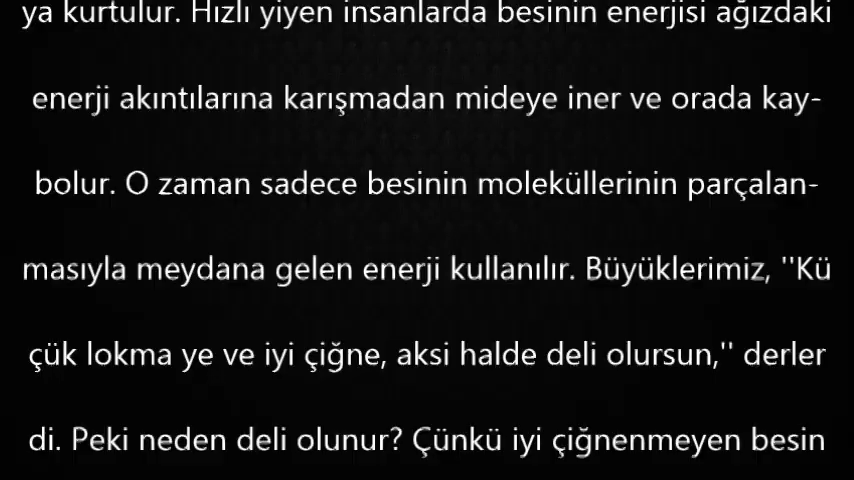 ya kurtulur. Hızlı yiyen insanlarda besinin enerjisi ağızdaki
enerji akıntılarına karışmadan mideye iner ve orada kay-
bolur. O zaman sadece besinin moleküllerinin parçalan-
masıyla meydana gelen enerji kullanılır. Büyüklerimiz, ''Kü
çük lokma ye ve iyi çiğne, aksi halde deli olursun,'' derler
di. Peki neden deli olunur? Çünkü iyi çiğnenmeyen besin